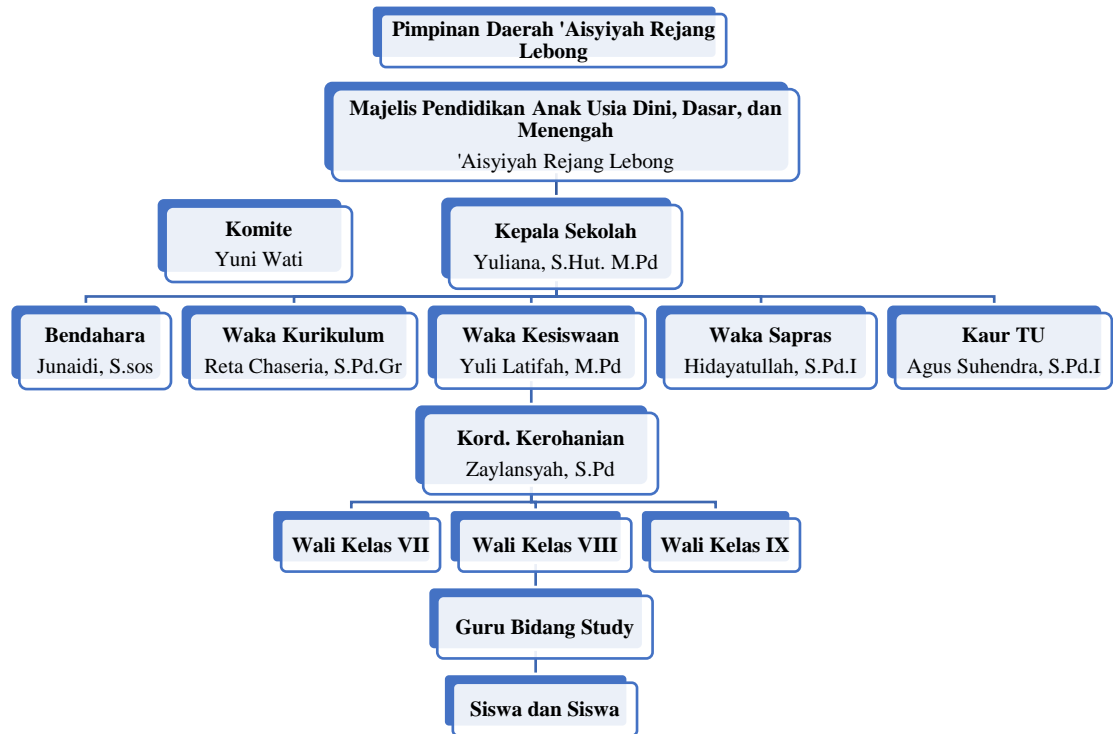 Pimpinan Daerah 'Aisyiyah Rejang
Lebong
Majelis Pendidikan Anak Usia Dini, Dasar, dan
Menengah
'Aisyiyah Rejang Lebong
Komite
Yuni Wati
Kepala Sekolah
Yuliana, S.Hut. M.Pd
Bendahara
Junaidi, S.sos
Waka Kurikulum
Reta Chaseria, S.Pd.Gr
Waka Kesiswaan
Yuli Latifah, M.Pd
Waka Sapras
Hidayatullah, S.Pd.I
Kaur TU
Agus Suhendra, S.Pd.I
Kord. Kerohanian
Zaylansyah, S.Pd
Wali Kelas VII
Wali Kelas VIII
Wali Kelas IX
Guru Bidang Study
Siswa dan Siswa